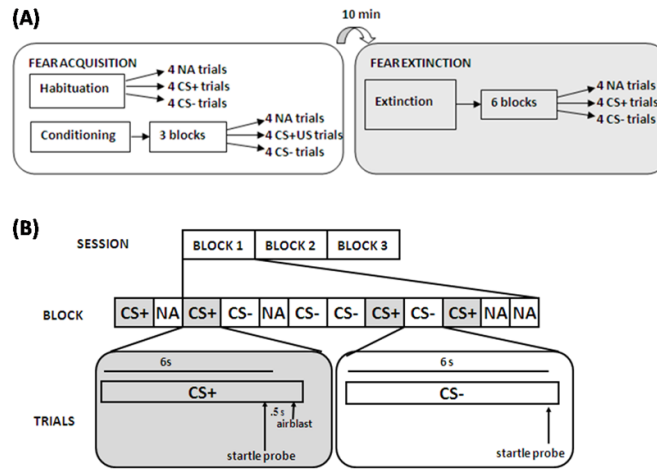 (A)
10 min
FEAR ACQUISITION
Habituation
4 NA trials
4 CS+ trials
4 CS- trials
Conditioning
3 blocks
4 NA trials
4 CS+US trials
4 CS- trials
FEAR EXTINCTION
Extinction
6 blocks
4 NA trials
4 CS+ trials
4 CS- trials
(B)
SESSION
BLOCK 1 BLOCK 2 BLOCK 3
BLOCK
CS+ NA CS+ CS- NA CS- CS- CS+ CS- CS+ NA NA
TRIALS
6s
CS+
.5 s
airblast
startle probe
6s
CS-
startle probe